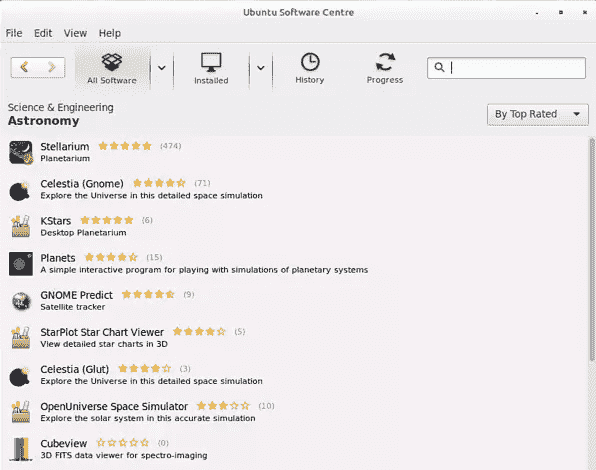 Ubuntu Software Centre
File Edit View Help
All Software Installed History Progress
Science & Engineering
Astronomy
By Top Rated
Stellarium (474)
Planetarium
Celestia (Gnome) (71)
Explore the Universe in this detailed space simulation
KStars (6)
Desktop Planetarium
Planets (15)
A simple interactive program for playing with simulations of planetary systems
GNOME Predict (9)
Satellite tracker
StarPlot Star Chart Viewer (5)
View detailed star charts in 3D
Celestia (Glut) (3)
Explore the Universe in this detailed space simulation
OpenUniverse Space Simulator (10)
Explore the solar system in this accurate simulation
Cubeview (0)
3D FITS data viewer for spectro-imaging